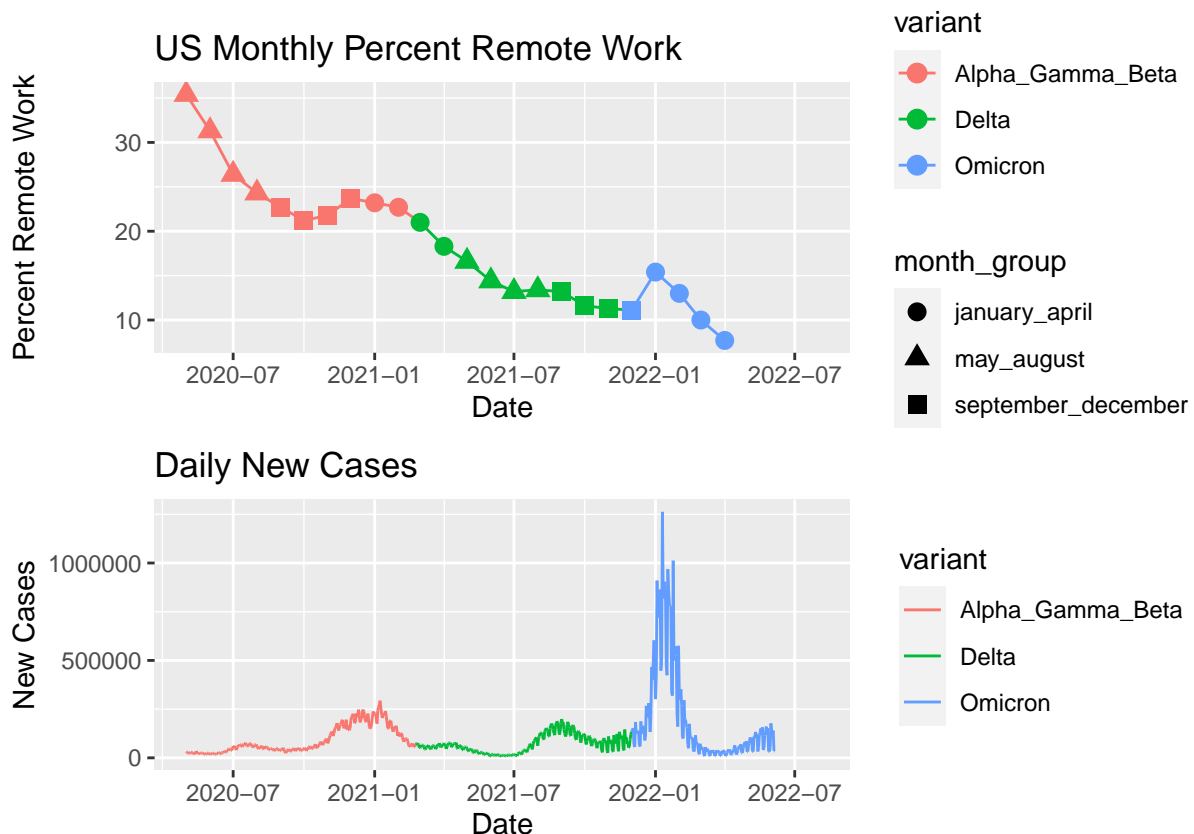 US Monthly Percent Remote Work
Percent Remote Work
30
20
10
2020−07
2021−01
2021−07
2022−01
2022−07
Date
variant
Alpha_Gamma_Beta
Delta
Omicron
month_group
january_april
may_august
september_december
Daily New Cases
New Cases
1000000
500000
0
2020−07
2021−01
2021−07
2022−01
2022−07
Date
variant
Alpha_Gamma_Beta
Delta
Omicron